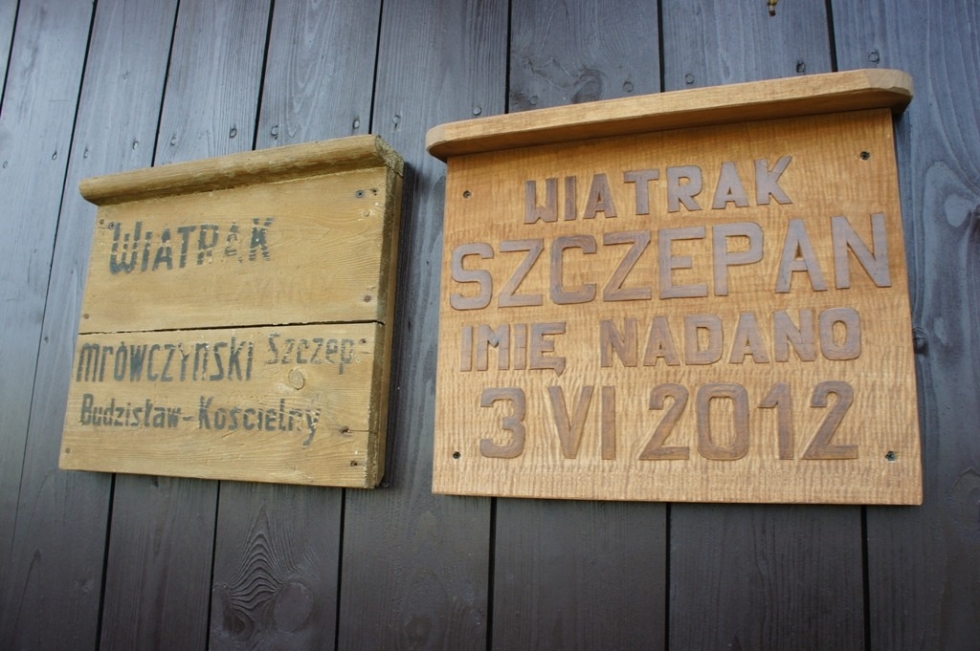 WIATRAK
MRÓWCZYŃSKI Szczep.
Budzisław-Kościelny
WIATRAK
SZCZEPAN
IMIĘ NADANO
3 VI 2012